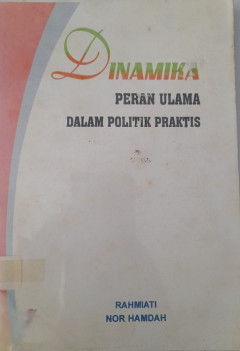 DINAMIKA
PERAN ULAMA
DALAM POLITIK PRAKTIS
RAHMIATI
NOR HAMDAH